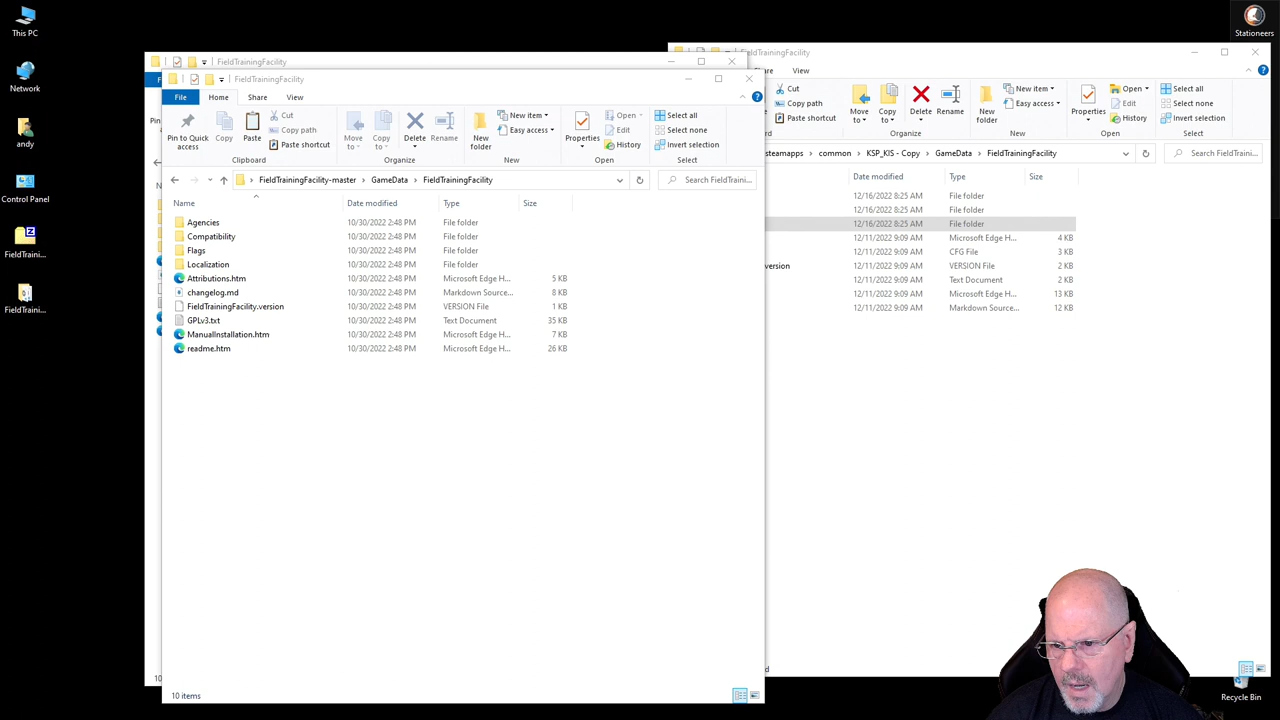 This PC
Network
andy
Control Panel
FieldTraini...
FieldTraini...
Stationeers
Recycle Bin
FieldTrainingFacility
FieldTrainingFacility
File
Home
Share
View
Pin to Quick access
Copy
Paste
Cut
Copy path
Paste shortcut
Clipboard
Move to
Copy to
Delete
Rename
Organize
New folder
New item
Easy access
New
Properties
Open
Edit
History
Open
Select all
Select none
Invert selection
Select
FieldTrainingFacility-master > GameData > FieldTrainingFacility
Search FieldTraini...
Name Date modified Type Size
Agencies 10/30/2022 2:48 PM File folder
Compatibility 10/30/2022 2:48 PM File folder
Flags 10/30/2022 2:48 PM File folder
Localization 10/30/2022 2:48 PM File folder
Attributions.htm 10/30/2022 2:48 PM Microsoft Edge H... 5 KB
changelog.md 10/30/2022 2:48 PM Markdown Source... 8 KB
FieldTrainingFacility.version 10/30/2022 2:48 PM VERSION File 1 KB
GPLv3.txt 10/30/2022 2:48 PM Text Document 35 KB
ManualInstallation.htm 10/30/2022 2:48 PM Microsoft Edge H... 7 KB
readme.htm 10/30/2022 2:48 PM Microsoft Edge H... 26 KB
10 items
10
FieldTrainingFacility
View
Cut
Copy path
Paste shortcut
Move to
Copy to
Delete
Rename
Organize
New folder
New item
Easy access
New
Properties
Open
Edit
History
Open
Select all
Select none
Invert selection
Select
steamapps > common > KSP_KIS - Copy > GameData > FieldTrainingFacility
Search FieldTraini...
Date modified Type Size
12/16/2022 8:25 AM File folder
12/16/2022 8:25 AM File folder
12/16/2022 8:25 AM File folder
12/11/2022 9:09 AM Microsoft Edge H... 4 KB
12/11/2022 9:09 AM CFG File 3 KB
version 12/11/2022 9:09 AM VERSION File 2 KB
12/11/2022 9:09 AM Text Document 2 KB
12/11/2022 9:09 AM Microsoft Edge H... 13 KB
12/11/2022 9:09 AM Markdown Source... 12 KB